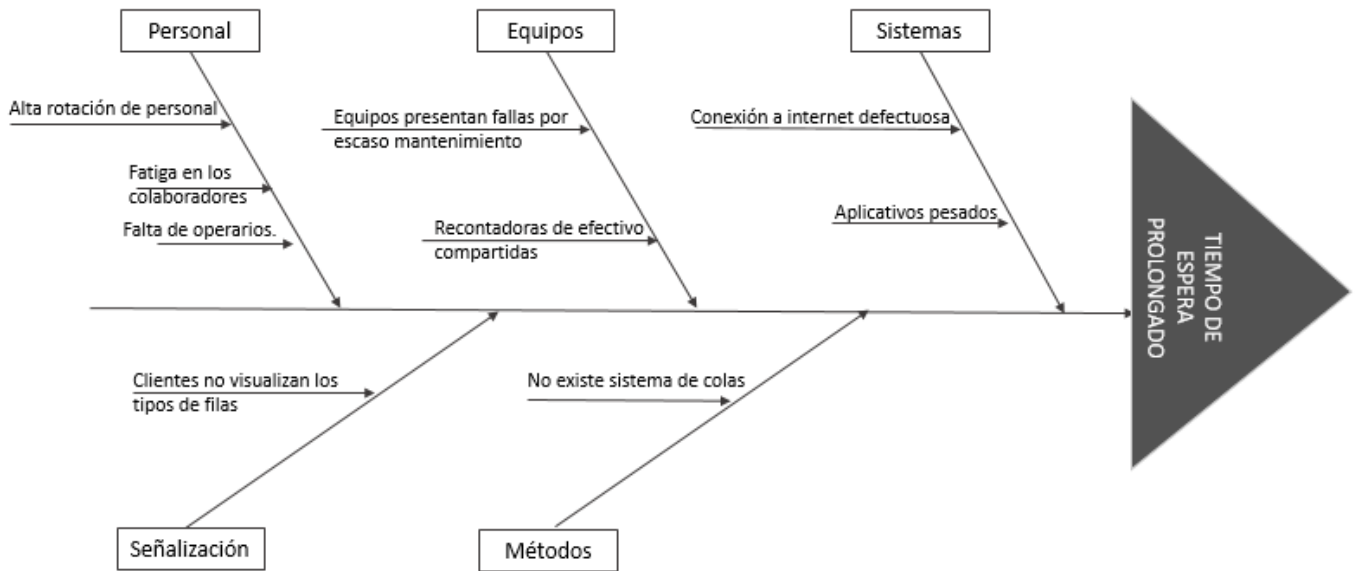 Personal
Equipos
Sistemas
Alta rotación de personal
Equipos presentan fallas por
escaso mantenimiento
Conexión a internet defectuosa
Fatiga en los
colaboradores
Falta de operarios.
Recontadoras de efectivo
compartidas
Aplicativos pesados
TIEMPO DE
ESPERA
PROLONGADO
Clientes no visualizan los
tipos de filas
No existe sistema de colas
Señalización
Métodos